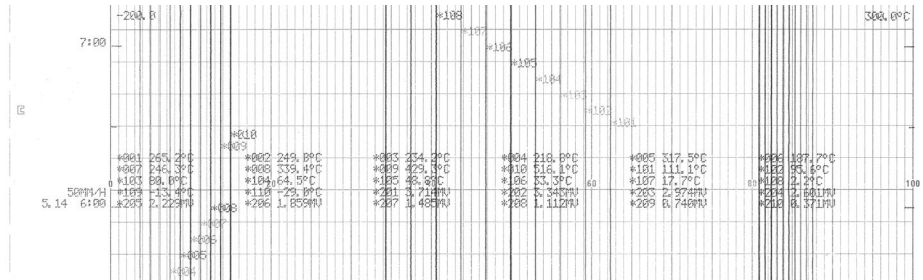 -200.0 *108 300.0°C
*107
7:00 *106
*105
*104
*103
*102
*101
*010
*009
*001 265.2°C *002 249.8°C *003 234.2°C *004 218.8°C *005 317.5°C *006 187.7°C
*007 246.3°C *008 339.4°C *009 429.3°C *010 516.1°C *101 111.1°C *102 95.6°C
*103 80.0°C *104 64.5°C *105 48.8°C *106 33.3°C *107 17.7°C *108 2.2°C
0 20 60 80 100
50MM/H *109 -13.4°C *110 -29.0°C *201 3.714MV *202 3.343MV *203 2.974MV *204 2.601MV
5.14 6:00 *205 2.229MV *206 1.859MV *207 1.485MV *208 1.112MV *209 0.740MV *210 0.371MV
*008
*007
*006
*005
*004